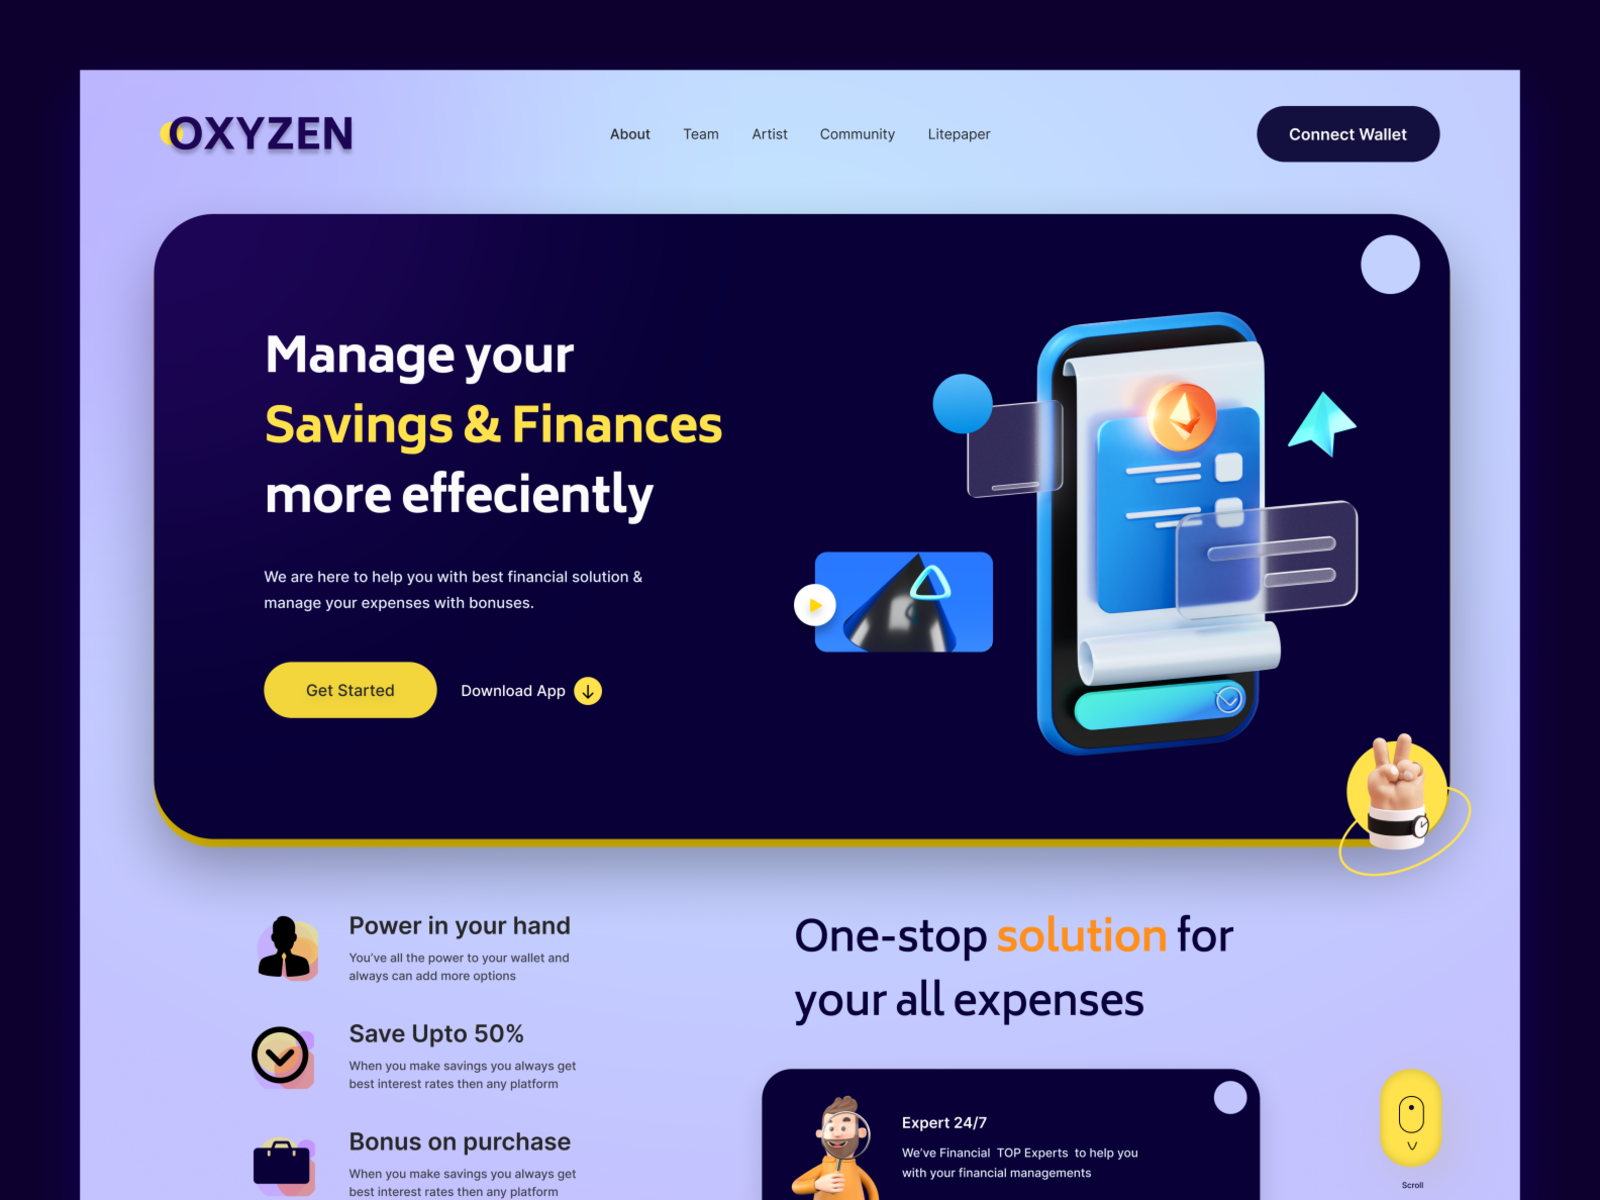 OXYZEN
About
Team
Artist
Community
Litepaper
Connect Wallet
Manage your
Savings & Finances
more effeciently
We are here to help you with best financial solution &
manage your expenses with bonuses.
Get Started
Download App
Power in your hand
You've all the power to your wallet and
always can add more options
Save Upto 50%
When you make savings you always get
best interest rates then any platform
Bonus on purchase
When you make savings you always get
best interest rates then any platform
One-stop solution for
your all expenses
Expert 24/7
We've Financial TOP Experts to help you
with your financial managements
Scroll